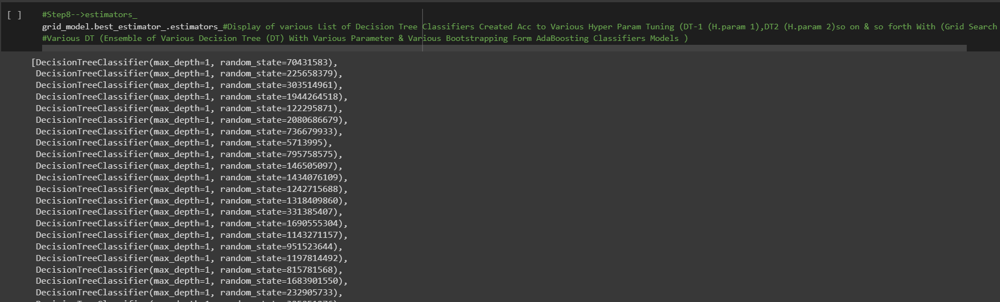 [ ] #Step8-->estimators_
grid_model.best_estimator_.estimators_#Display of various List of Decision Tree Classifiers Created Acc to Various Hyper Param Tuning (DT-1 (H.param 1),DT2 (H.param 2)so on & so forth With (Grid Search
#Various DT (Ensemble of Various Decision Tree (DT) With Various Parameter & Various Bootstrapping Form AdaBoosting Classifiers Models )
[DecisionTreeClassifier(max_depth=1, random_state=70431583),
DecisionTreeClassifier(max_depth=1, random_state=225658379),
DecisionTreeClassifier(max_depth=1, random_state=303514961),
DecisionTreeClassifier(max_depth=1, random_state=1944264518),
DecisionTreeClassifier(max_depth=1, random_state=122295871),
DecisionTreeClassifier(max_depth=1, random_state=2080686679),
DecisionTreeClassifier(max_depth=1, random_state=736679933),
DecisionTreeClassifier(max_depth=1, random_state=5713995),
DecisionTreeClassifier(max_depth=1, random_state=795758575),
DecisionTreeClassifier(max_depth=1, random_state=146505097),
DecisionTreeClassifier(max_depth=1, random_state=1434076109),
DecisionTreeClassifier(max_depth=1, random_state=1242715688),
DecisionTreeClassifier(max_depth=1, random_state=1318409860),
DecisionTreeClassifier(max_depth=1, random_state=331385407),
DecisionTreeClassifier(max_depth=1, random_state=1690555304),
DecisionTreeClassifier(max_depth=1, random_state=1143271157),
DecisionTreeClassifier(max_depth=1, random_state=951523644),
DecisionTreeClassifier(max_depth=1, random_state=1197814492),
DecisionTreeClassifier(max_depth=1, random_state=815781568),
DecisionTreeClassifier(max_depth=1, random_state=1683901550),
DecisionTreeClassifier(max_depth=1, random_state=232905733),